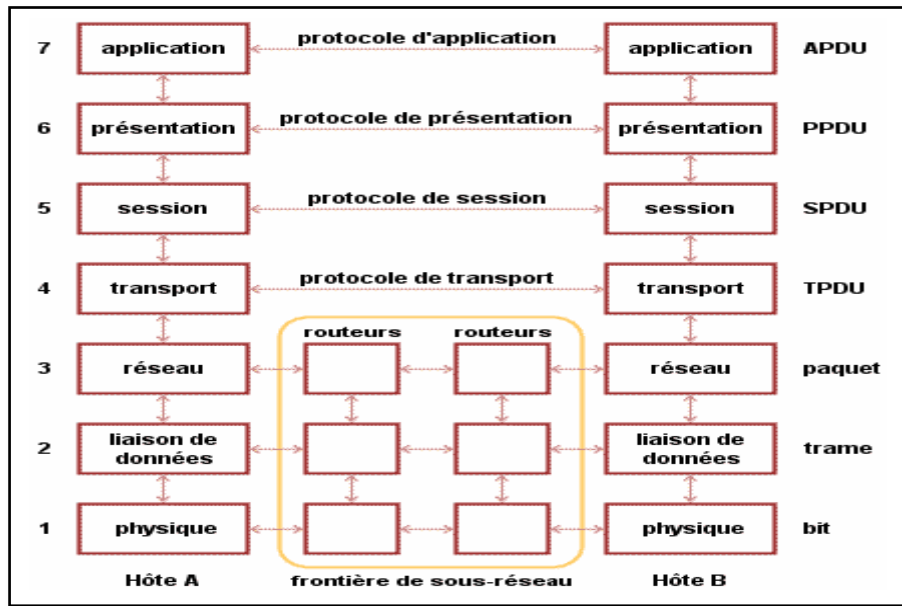 7 application protocole d'application application APDU
6 présentation protocole de présentation présentation PPDU
5 session protocole de session session SPDU
4 transport protocole de transport transport TPDU
routeurs routeurs
3 réseau réseau paquet
2 liaison de données liaison de données trame
1 physique physique bit
Hôte A frontière de sous-réseau Hôte B